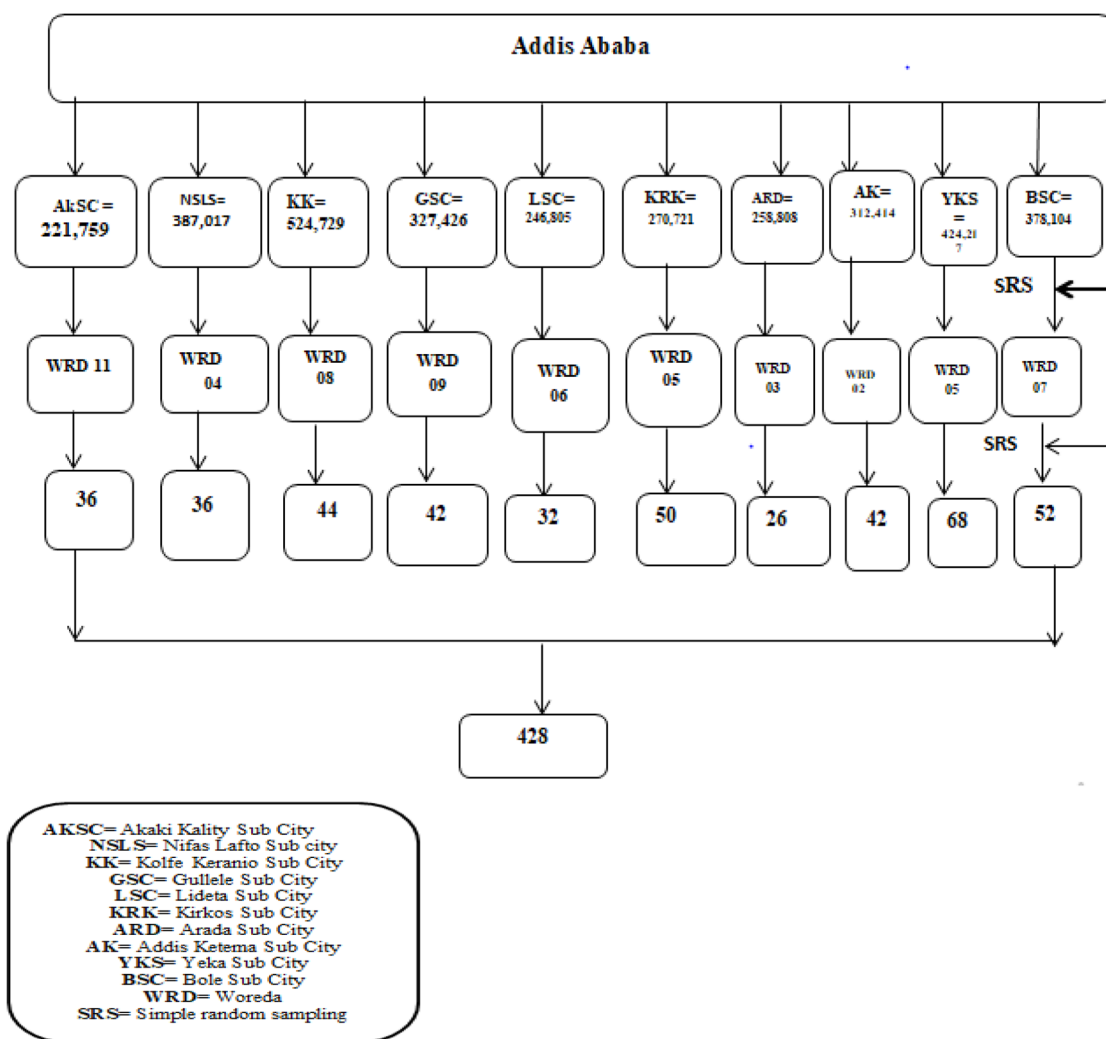 Addis Ababa
AkSC =
221,759
NSLS=
387,017
KK=
524,729
GSC=
327,426
LSC=
246,805
KRK=
270,721
ARD=
258,808
AK=
312,414
YKS
=
424,21
7
BSC=
378,104
SRS
WRD 11
WRD
04
WRD
08
WRD
09
WRD
06
WRD
05
WRD
03
WRD
02
WRD
05
WRD
07
SRS
36
36
44
42
32
50
26
42
68
52
428
AKSC= Akaki Kality Sub City
NSLS= Nifas Lafto Sub city
KK= Kolfe Keranio Sub City
GSC= Gullele Sub City
LSC= Lideta Sub City
KRK= Kirkos Sub City
ARD= Arada Sub City
AK= Addis Ketema Sub City
YKS= Yeka Sub City
BSC= Bole Sub City
WRD= Woreda
SRS= Simple random sampling